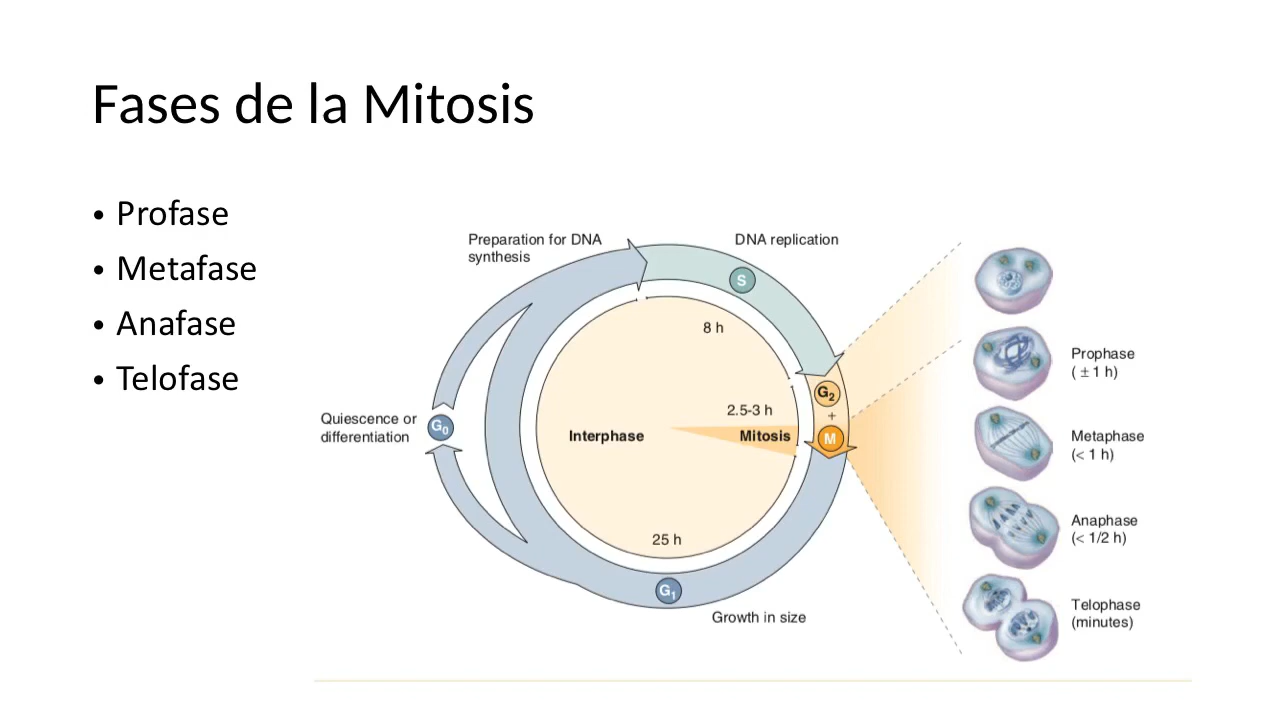 Fases de la Mitosis
• Profase
• Metafase
• Anafase
• Telofase
Preparation for DNA
synthesis
DNA replication
S
8 h
G2
+
M
2.5-3 h
Interphase
Mitosis
Quiescence or
differentiation
G0
25 h
G1
Growth in size
Prophase
( ± 1 h)
Metaphase
(< 1 h)
Anaphase
(< 1/2 h)
Telophase
(minutes)